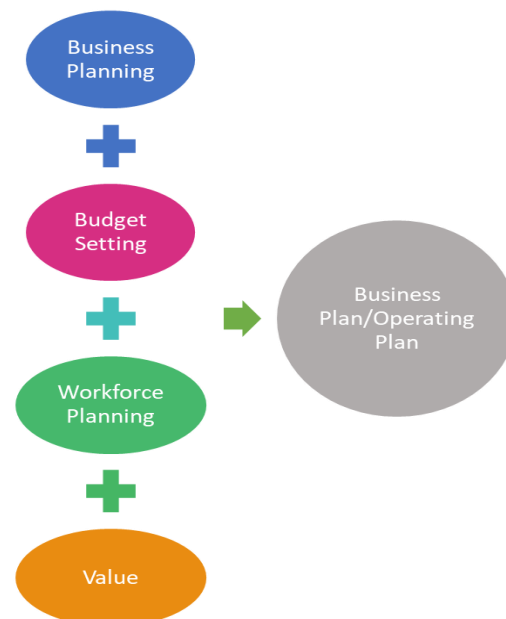 Business
Planning
Budget
Setting
Business
Plan/Operating
Plan
Workforce
Planning
Value